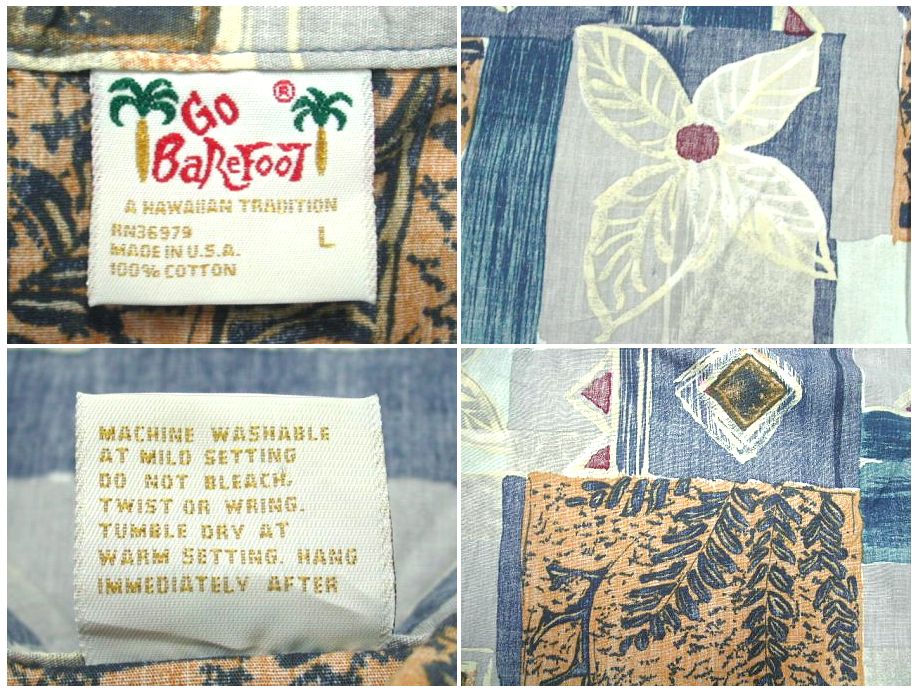 Go ®
BaReFooT
A HAWAIIAN TRADITION
RN36979 L
MADE IN U.S.A.
100% COTTON
MACHINE WASHABLE
AT MILD SETTING
DO NOT BLEACH,
TWIST OR WRING.
TUMBLE DRY AT
WARM SETTING. HANG
IMMEDIATELY AFTER